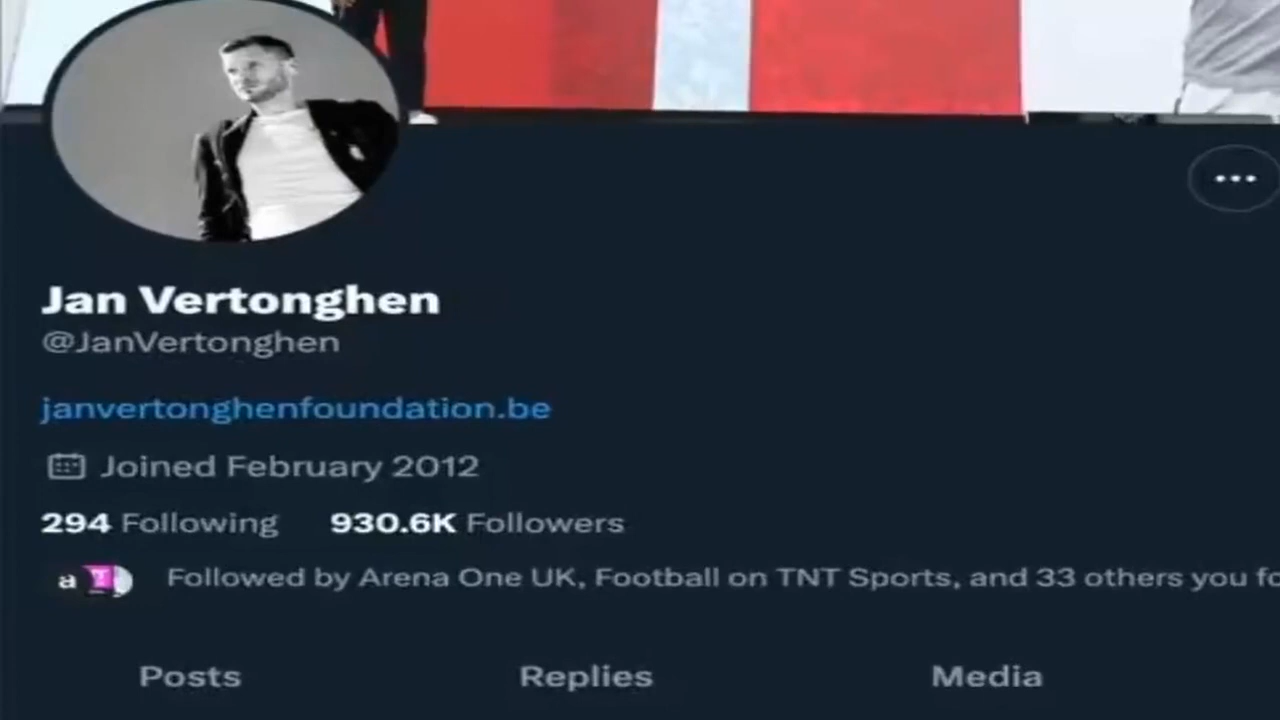 Jan Vertonghen
@JanVertonghen
janvertonghenfoundation.be
Joined February 2012
294 Following 930.6K Followers
a T Followed by Arena One UK, Football on TNT Sports, and 33 others you fo
Posts Replies Media